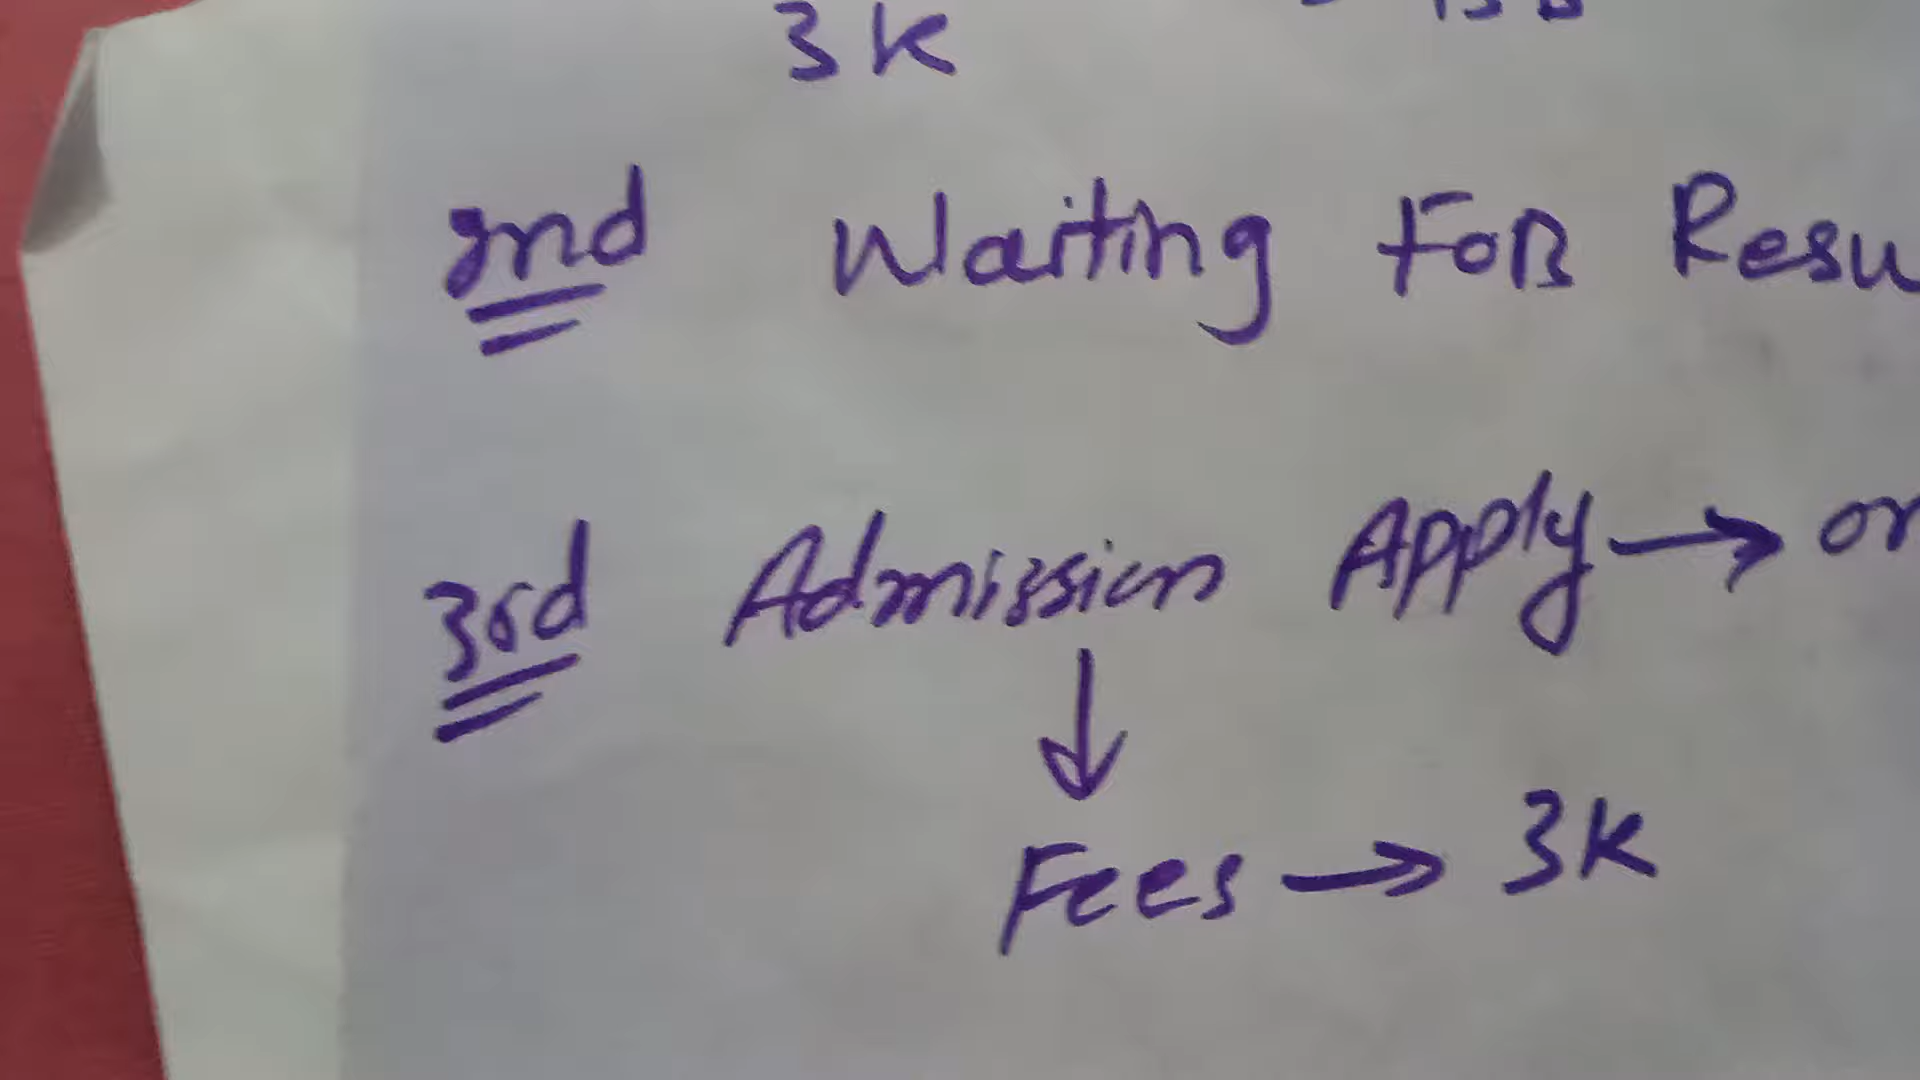 3K
2nd Waiting FoR Resu
3rd Admission Apply → on
↓
Fees → 3K